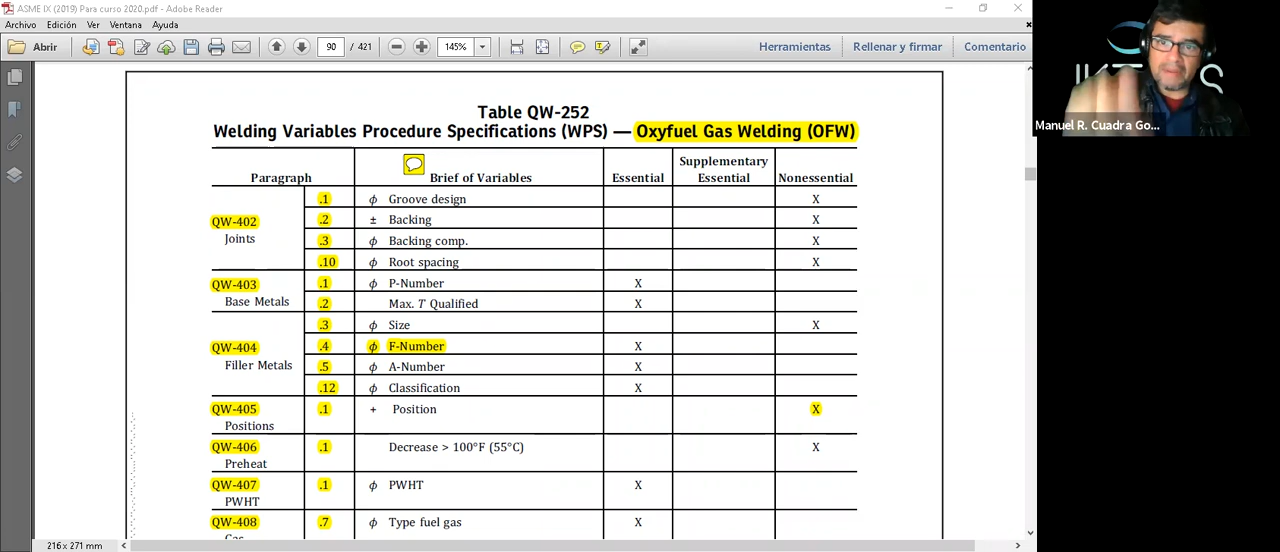 ASME IX (2019) Para curso 2020.pdf - Adobe Reader
Archivo Edición Ver Ventana Ayuda
Abrir 90 / 421 145% Herramientas Rellenar y firmar Comentario
Manuel R. Cuadra Go...
Table QW-252
Welding Variables Procedure Specifications (WPS) — Oxyfuel Gas Welding (OFW)
Paragraph Brief of Variables Essential Supplementary Essential Nonessential
QW-402 Joints
.1 ϕ Groove design X
.2 ± Backing X
.3 ϕ Backing comp. X
.10 ϕ Root spacing X
QW-403 Base Metals
.1 ϕ P-Number X
.2 Max. T Qualified X
QW-404 Filler Metals
.3 ϕ Size X
.4 ϕ F-Number X
.5 ϕ A-Number X
.12 ϕ Classification X
QW-405 Positions
.1 + Position X
QW-406 Preheat
.1 Decrease > 100°F (55°C) X
QW-407 PWHT
.1 ϕ PWHT X
QW-408 Gas
.7 ϕ Type fuel gas X
216 x 271 mm